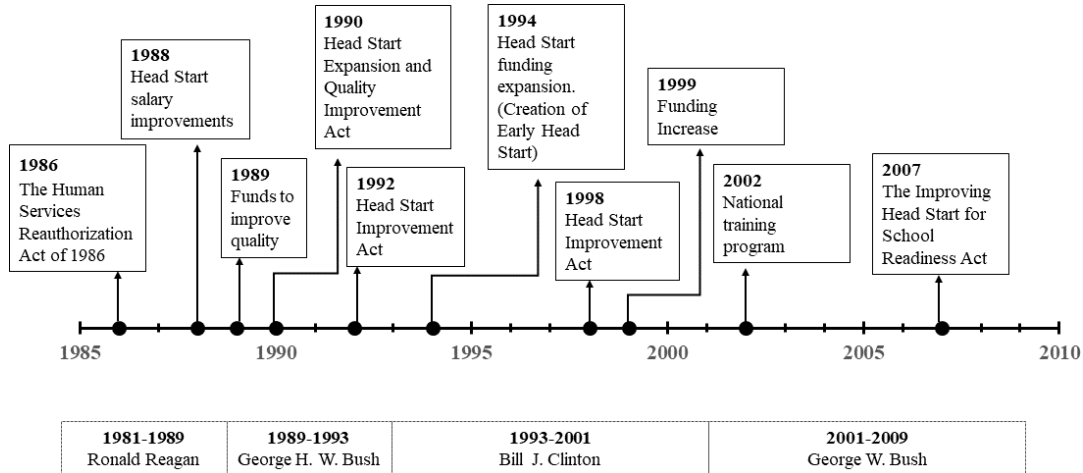 1986
The Human
Services
Reauthorization
Act of 1986
1988
Head Start
salary
improvements
1989
Funds to
improve
quality
1990
Head Start
Expansion and
Quality
Improvement
Act
1992
Head Start
Improvement
Act
1994
Head Start
funding
expansion.
(Creation of
Early Head
Start)
1998
Head Start
Improvement
Act
1999
Funding
Increase
2002
National
training
program
2007
The Improving
Head Start for
School
Readiness Act
1985 1990 1995 2000 2005 2010
1981-1989
Ronald Reagan
1989-1993
George H. W. Bush
1993-2001
Bill J. Clinton
2001-2009
George W. Bush